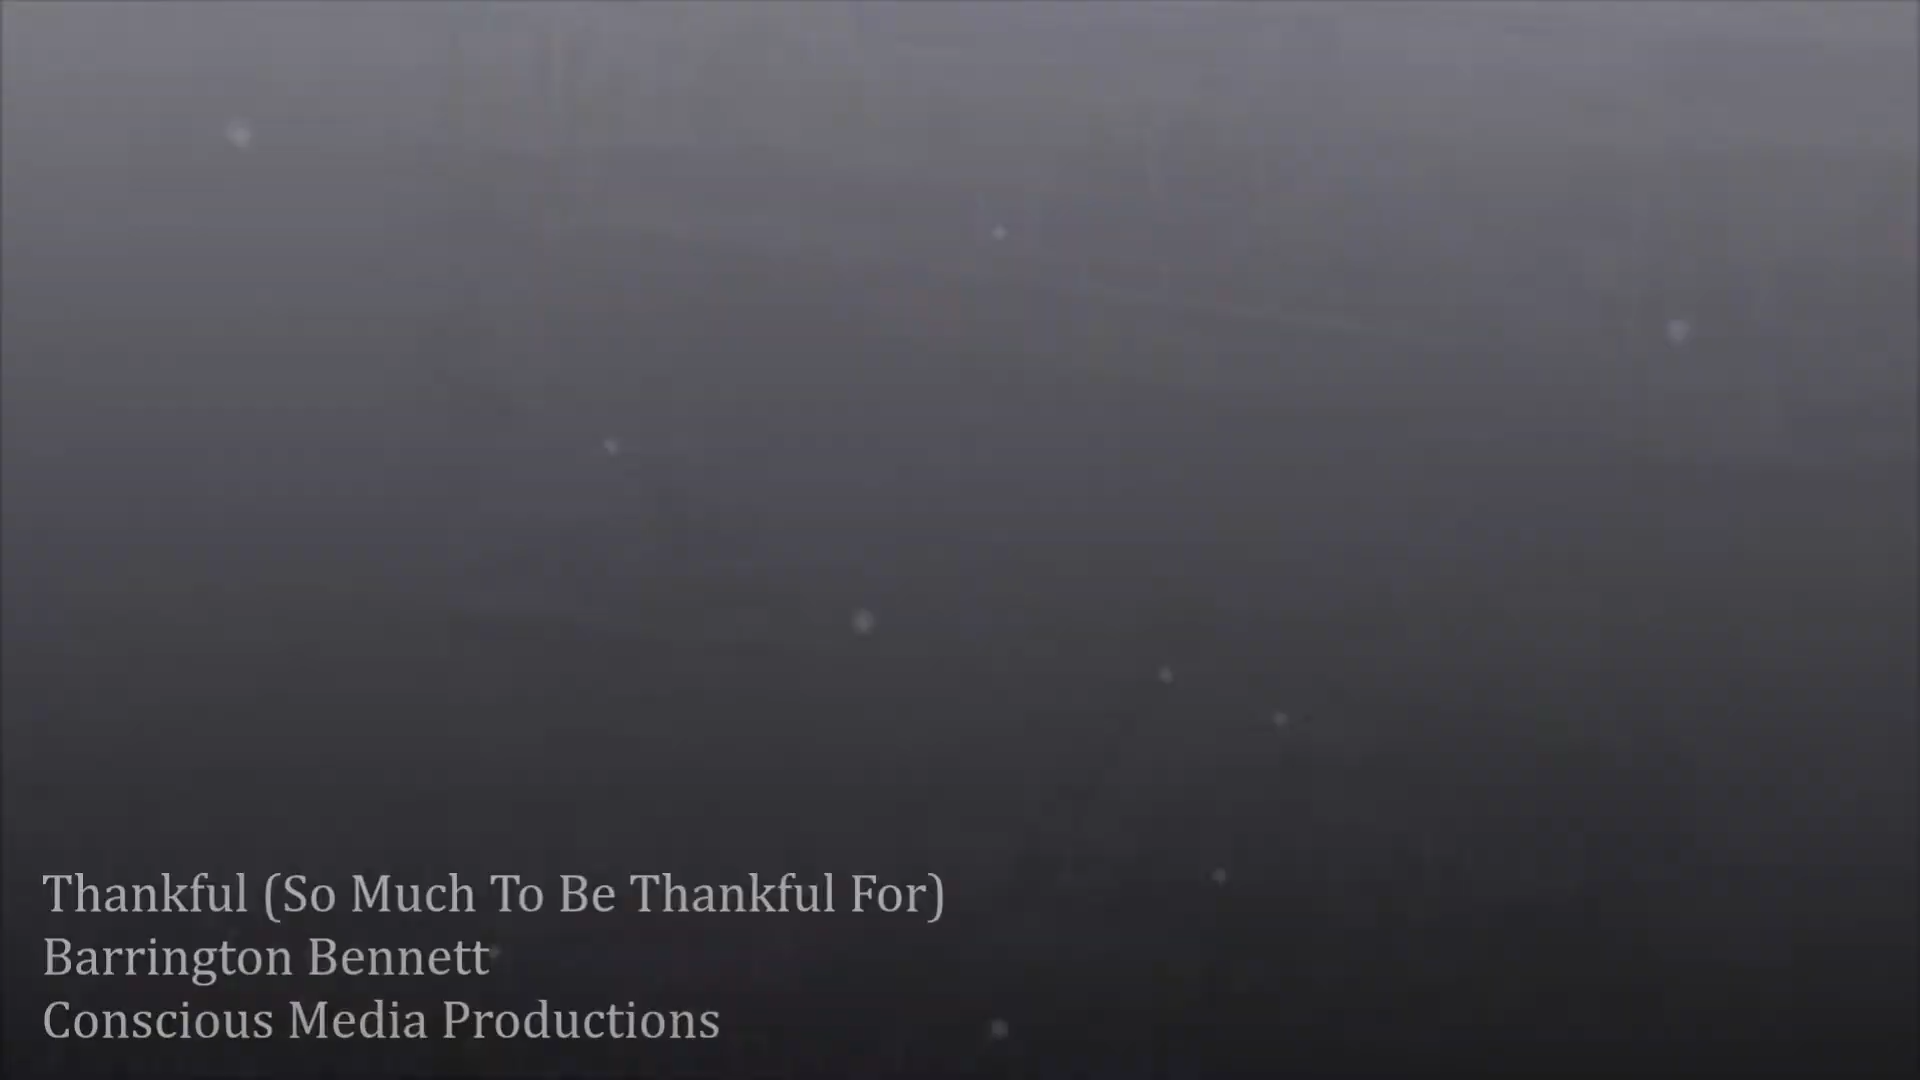 Thankful (So Much To Be Thankful For)
Barrington Bennett
Conscious Media Productions